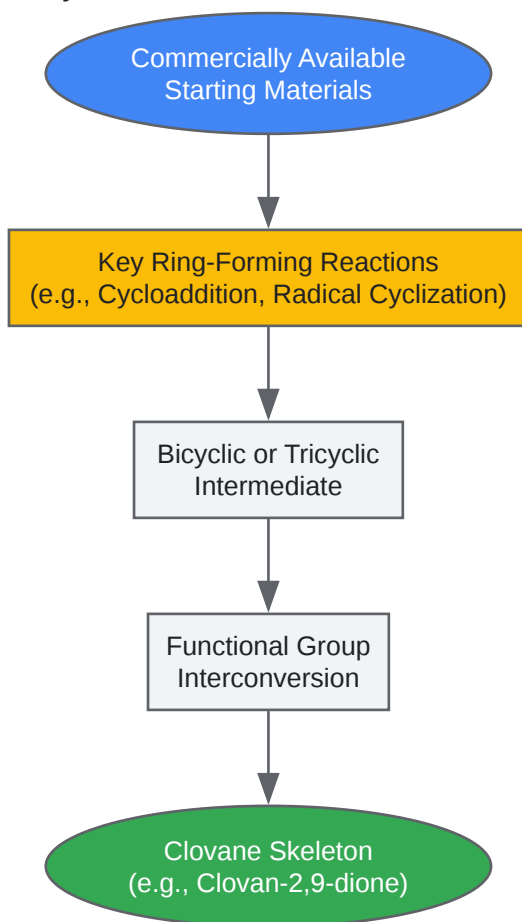 Commercially Available
Starting Materials
Key Ring-Forming Reactions
(e.g., Cycloaddition, Radical Cyclization)
Bicyclic or Tricyclic
Intermediate
Functional Group
Interconversion
Clovane Skeleton
(e.g., Clovan-2,9-dione)